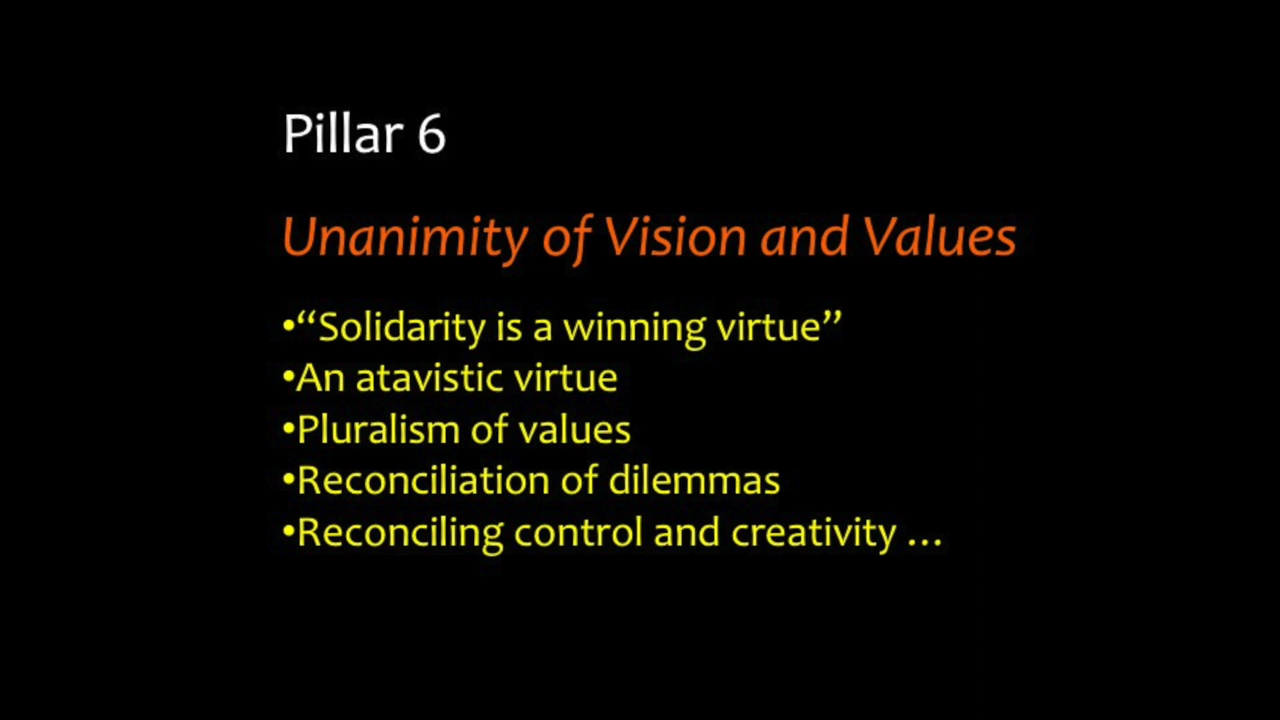 Pillar 6
Unanimity of Vision and Values
•“Solidarity is a winning virtue”
•An atavistic virtue
•Pluralism of values
•Reconciliation of dilemmas
•Reconciling control and creativity …